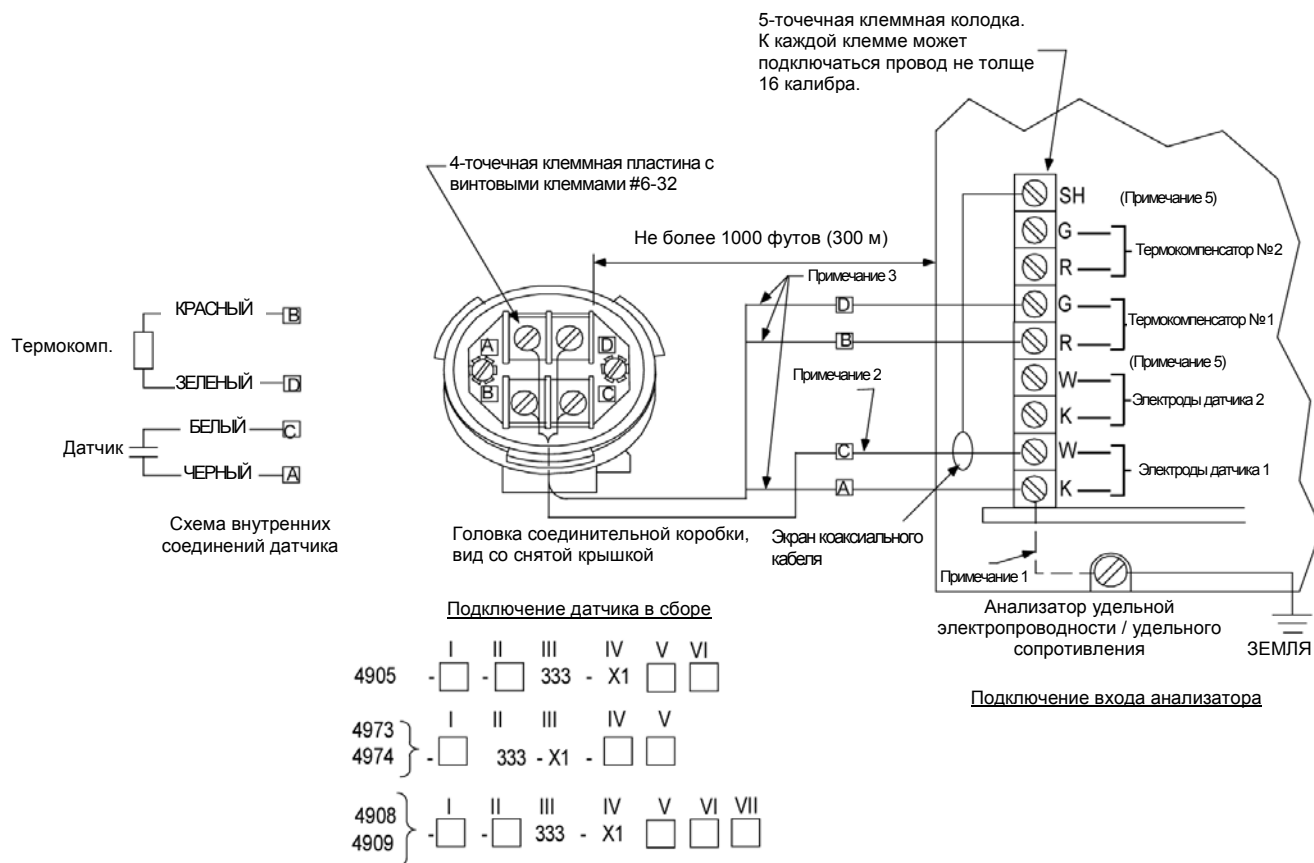 5-точечная клеммная колодка.
К каждой клемме может
подключаться провод не толще
16 калибра.
4-точечная клеммная пластина с
винтовыми клеммами #6-32
SH
(Примечание 5)
Не более 1000 футов (300 м)
G
Термокомпенсатор №2
R
Примечание 3
КРАСНЫЙ
B
D
G
Термокомпенсатор №1
Термокомп.
A
D
B
R
(Примечание 5)
ЗЕЛЕНЫЙ
D
B
C
Примечание 2
W
Электроды датчика 2
K
БЕЛЫЙ
C
Датчик
C
W
Электроды датчика 1
ЧЕРНЫЙ
A
A
K
Схема внутренних
соединений датчика
Головка соединительной коробки,
вид со снятой крышкой
Экран коаксиального
кабеля
Примечание 1
Подключение датчика в сборе
Анализатор удельной
электропроводности / удельного
сопротивления
ЗЕМЛЯ
Подключение входа анализатора
I II III IV V VI
4905 - - 333 - X1
I II III IV V
4973
4974
- 333 - X1 -
I II III IV V VI VII
4908
4909
- - 333 - X1